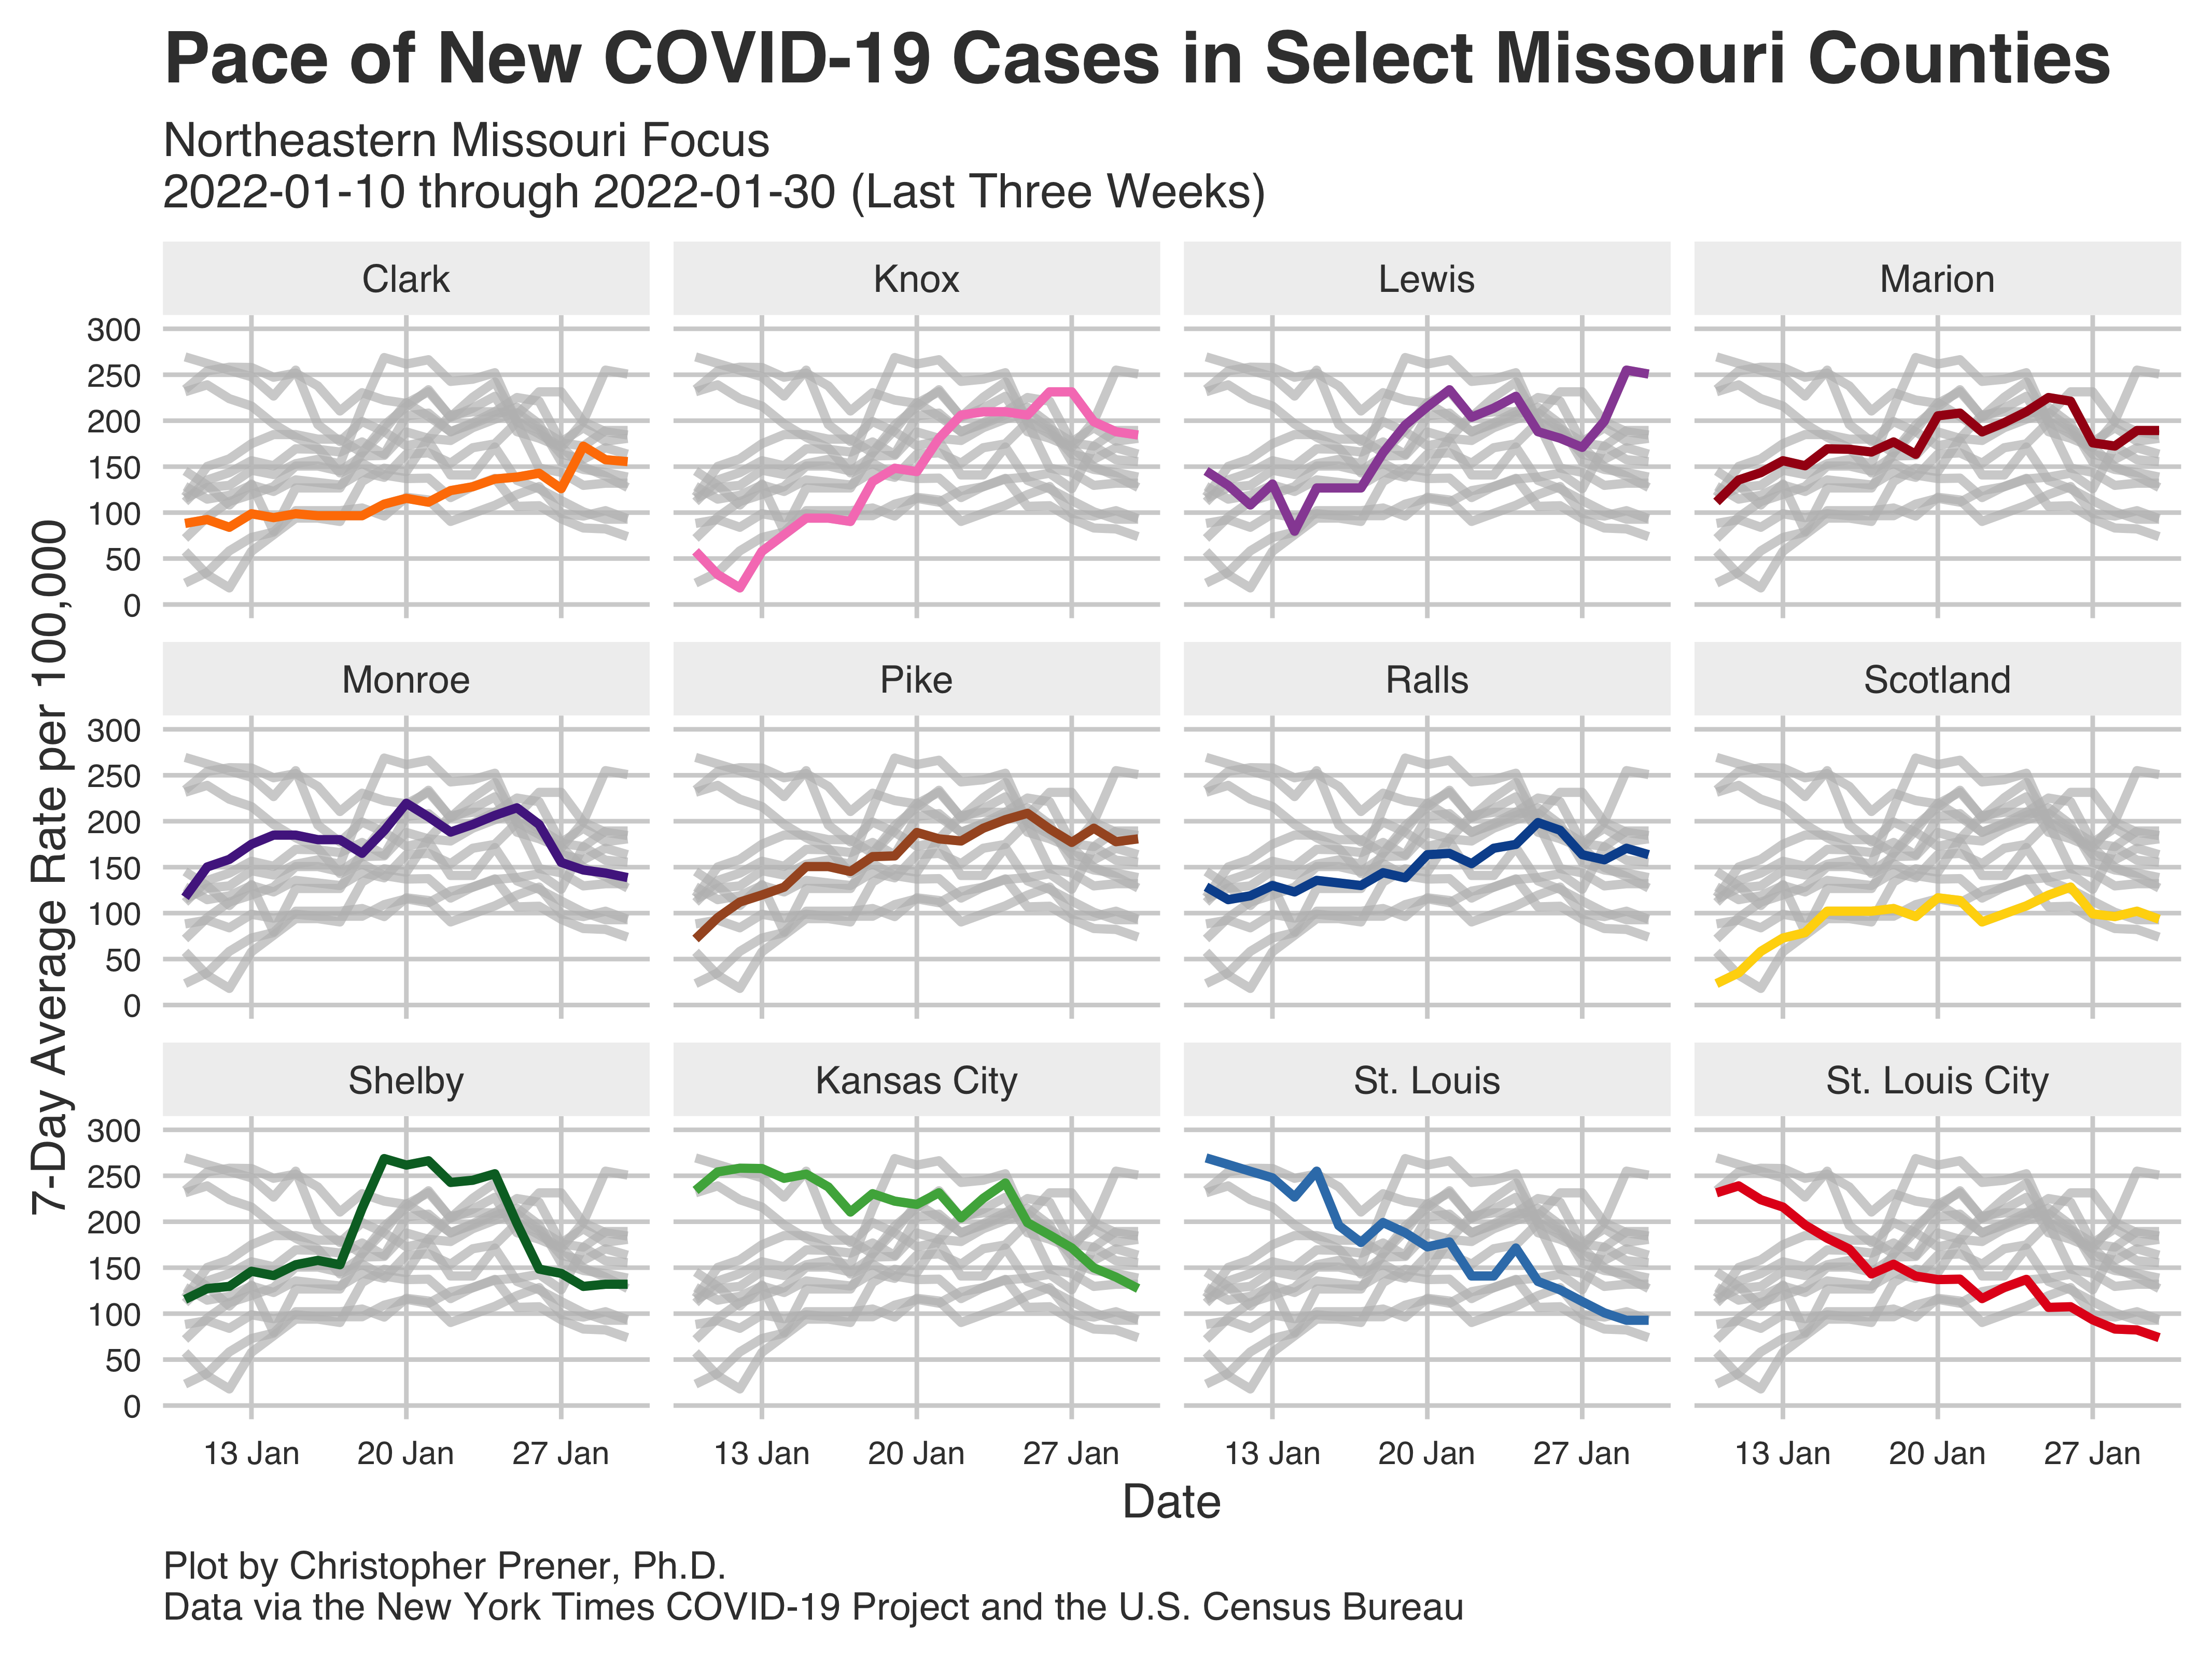 Pace of New COVID-19 Cases in Select Missouri Counties
Northeastern Missouri Focus
2022-01-10 through 2022-01-30 (Last Three Weeks)
7-Day Average Rate per 100,000
Clark Knox Lewis Marion
300
250
200
150
100
50
0
Monroe Pike Ralls Scotland
300
250
200
150
100
50
0
Shelby Kansas City St. Louis St. Louis City
300
250
200
150
100
50
0
13 Jan 20 Jan 27 Jan 13 Jan 20 Jan 27 Jan 13 Jan 20 Jan 27 Jan 13 Jan 20 Jan 27 Jan
Date
Plot by Christopher Prener, Ph.D.
Data via the New York Times COVID-19 Project and the U.S. Census Bureau